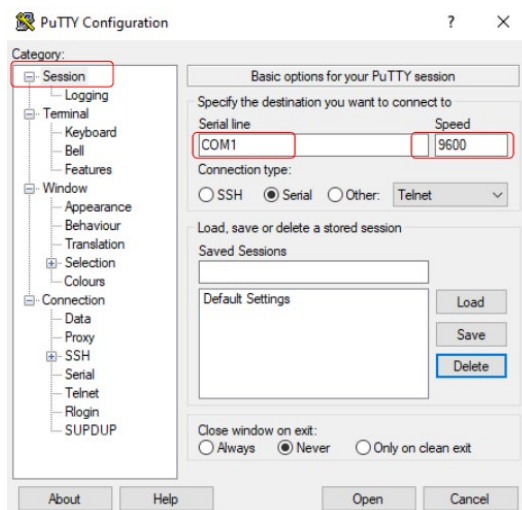 PuTTY Configuration ? ×
Category:
Session
Logging
Terminal
Keyboard
Bell
Features
Window
Appearance
Behaviour
Translation
Selection
Colours
Connection
Data
Proxy
SSH
Serial
Telnet
Rlogin
SUPDUP
Basic options for your PuTTY session
Specify the destination you want to connect to
Serial line Speed
COM1 9600
Connection type:
SSH Serial Other: Telnet
Load, save or delete a stored session
Saved Sessions
Default Settings
Load
Save
Delete
Close window on exit:
Always Never Only on clean exit
About Help Open Cancel